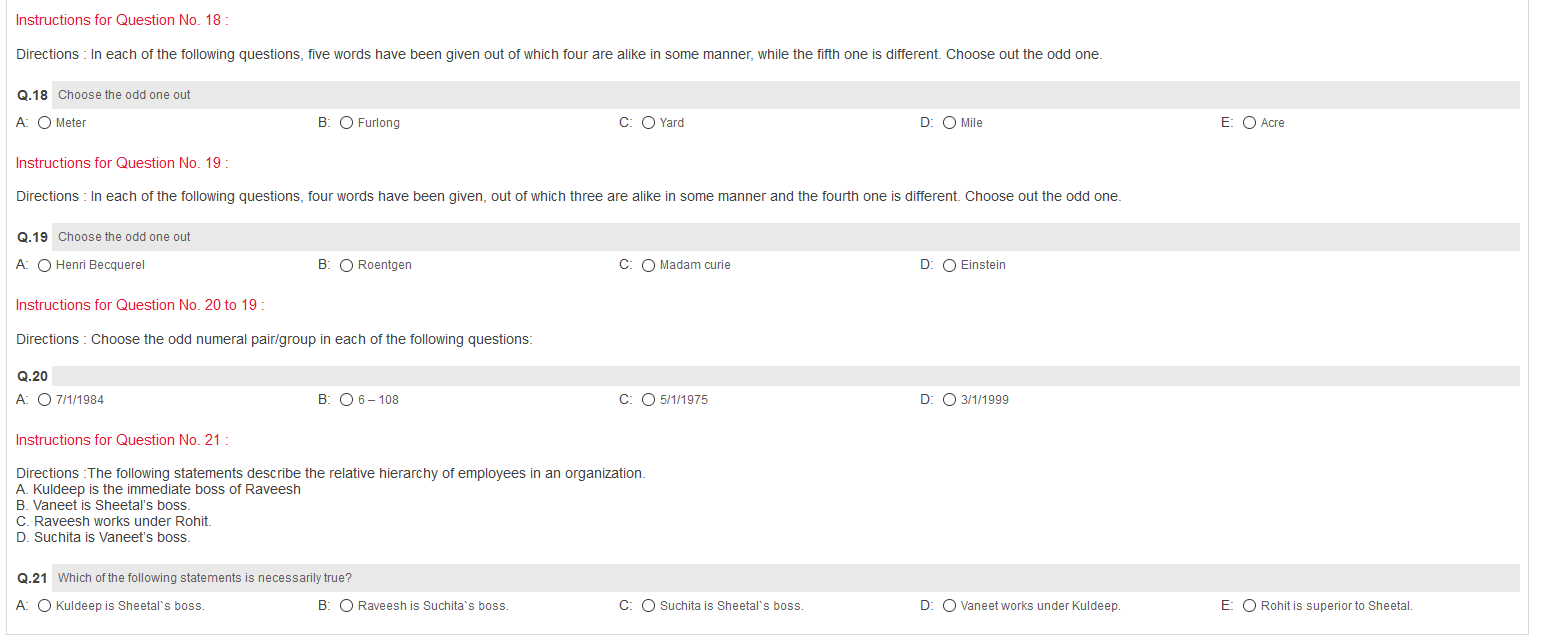 Instructions for Question No. 18 :
Directions : In each of the following questions, five words have been given out of which four are alike in some manner, while the fifth one is different. Choose out the odd one.
Q.18 Choose the odd one out
A: Meter B: Furlong C: Yard D: Mile E: Acre
Instructions for Question No. 19 :
Directions : In each of the following questions, four words have been given, out of which three are alike in some manner and the fourth one is different. Choose out the odd one.
Q.19 Choose the odd one out
A: Henri Becquerel B: Roentgen C: Madam curie D: Einstein
Instructions for Question No. 20 to 19 :
Directions : Choose the odd numeral pair/group in each of the following questions:
Q.20
A: 7/1/1984 B: 6 – 108 C: 5/1/1975 D: 3/1/1999
Instructions for Question No. 21 :
Directions :The following statements describe the relative hierarchy of employees in an organization.
A. Kuldeep is the immediate boss of Raveesh
B. Vaneet is Sheetal's boss.
C. Raveesh works under Rohit.
D. Suchita is Vaneet's boss.
Q.21 Which of the following statements is necessarily true?
A: Kuldeep is Sheetal`s boss. B: Raveesh is Suchita`s boss. C: Suchita is Sheetal`s boss. D: Vaneet works under Kuldeep. E: Rohit is superior to Sheetal.